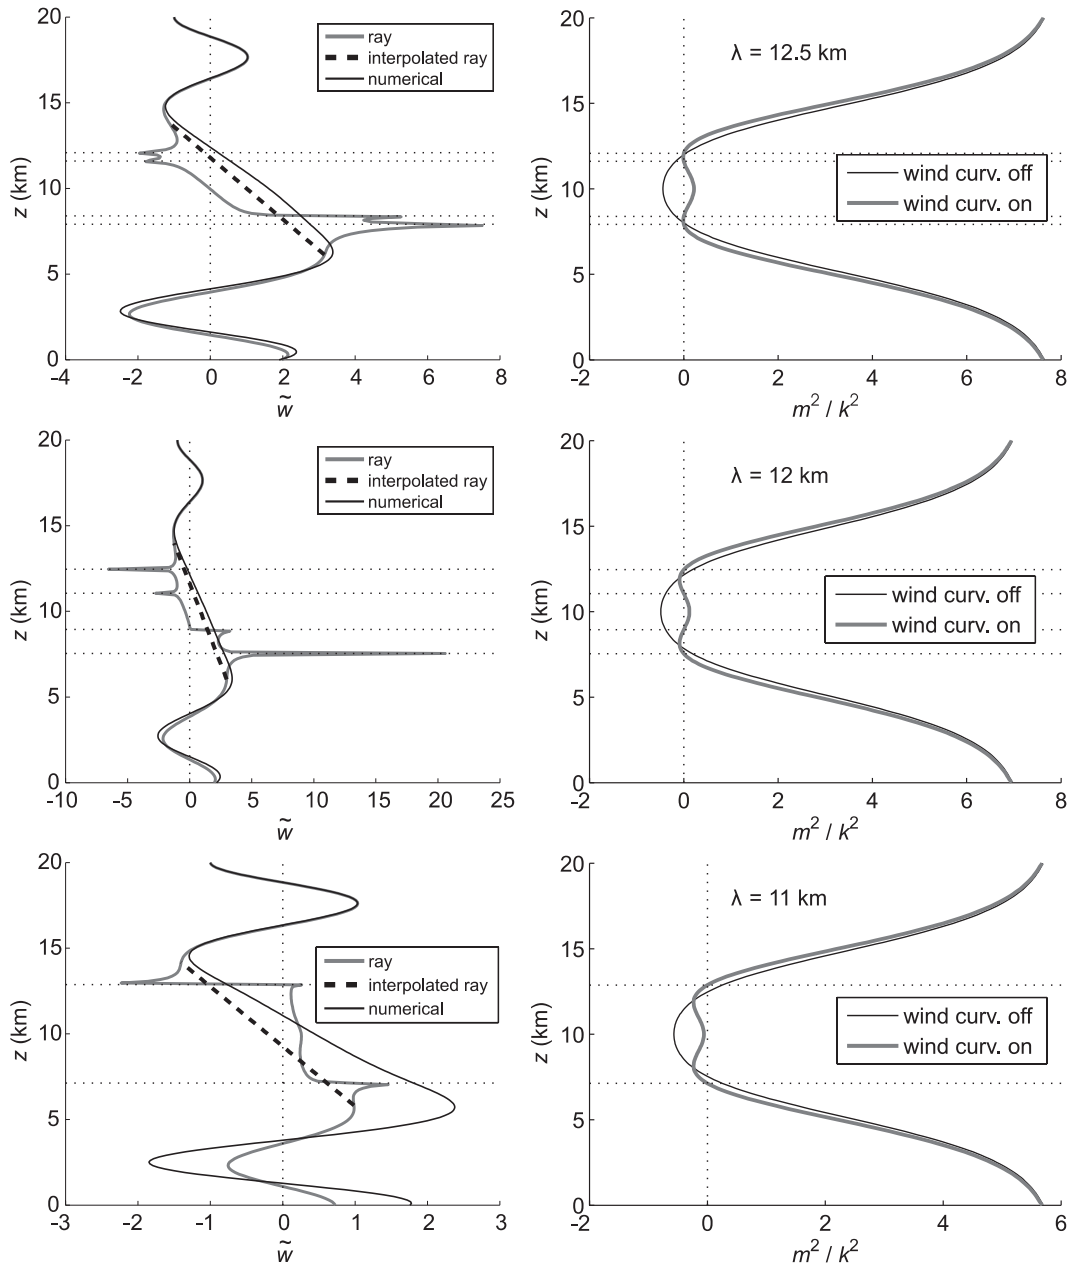 20
15
10
5
0
z (km)
ray
interpolated ray
numerical
-4 -2 0 2 4 6 8
w̃
λ = 12.5 km
wind curv. off
wind curv. on
20
15
10
5
0
z (km)
-2 0 2 4 6 8
m² / k²
20
15
10
5
0
z (km)
ray
interpolated ray
numerical
-10 -5 0 5 10 15 20 25
w̃
λ = 12 km
wind curv. off
wind curv. on
20
15
10
5
0
z (km)
-2 0 2 4 6 8
m² / k²
20
15
10
5
0
z (km)
ray
interpolated ray
numerical
-3 -2 -1 0 1 2 3
w̃
λ = 11 km
wind curv. off
wind curv. on
20
15
10
5
0
z (km)
-2 0 2 4 6
m² / k²